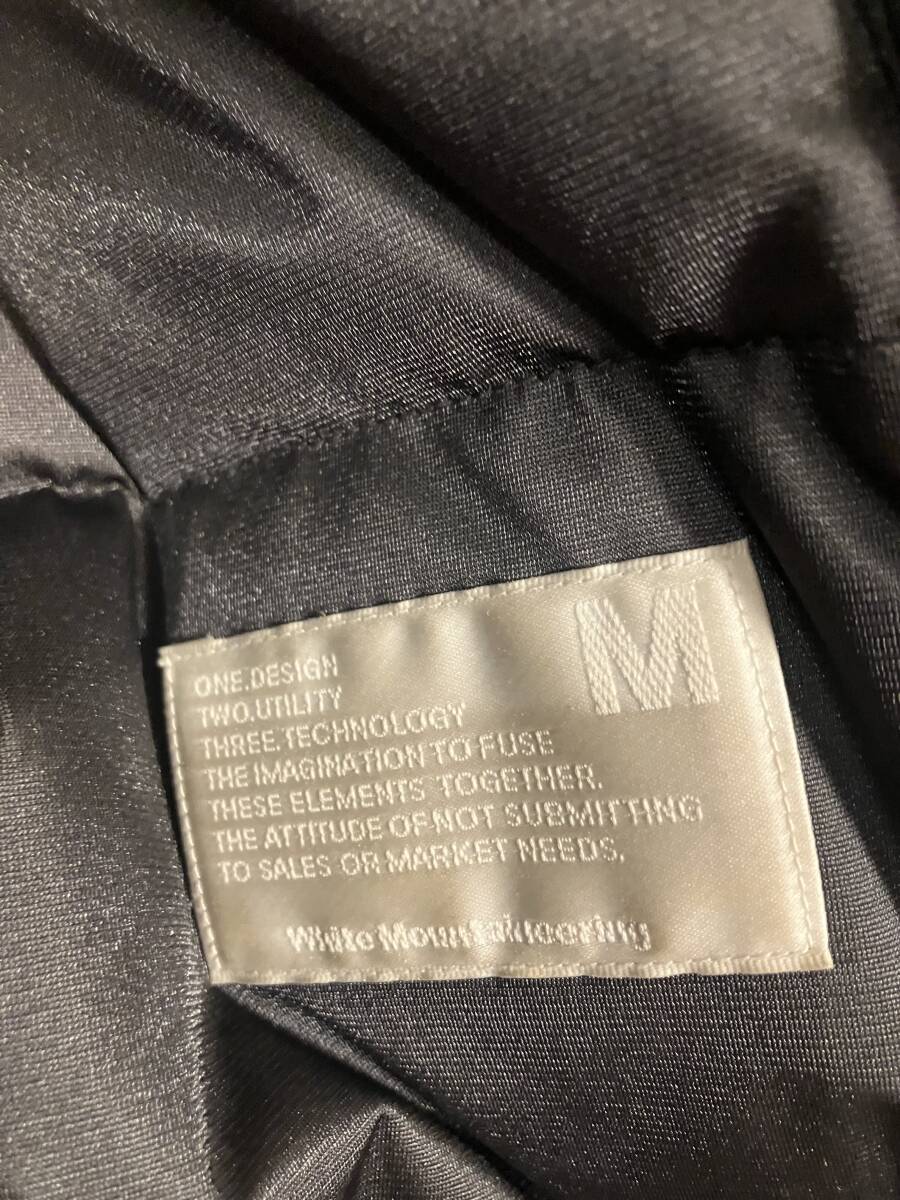 M
ONE.DESIGN
TWO.UTILITY
THREE.TECHNOLOGY
THE IMAGINATION TO FUSE
THESE ELEMENTS TOGETHER.
THE ATTITUDE OF NOT SUBMITTING
TO SALES OR MARKET NEEDS.
White Mountaineering